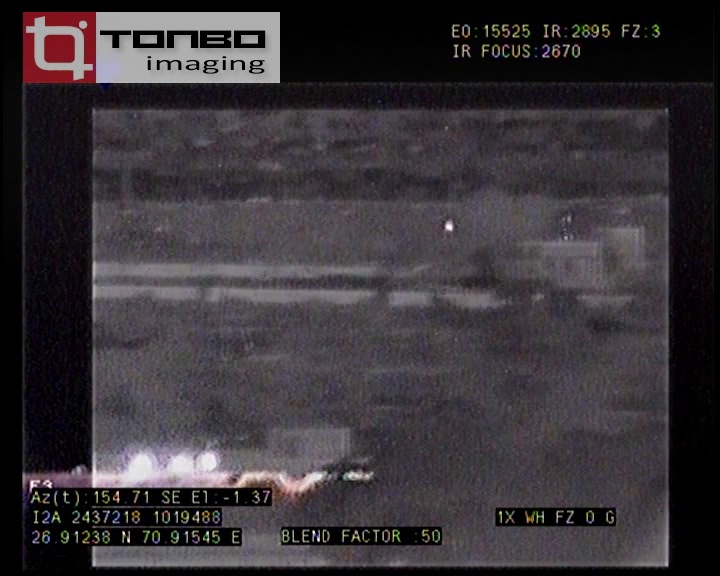 TONBO
imaging
EO:15525 IR:2895 FZ:3
IR FOCUS:2670
Az(t):154.71 SE El:-1.37
I2A 2437218 1019488
26.91238 N 70.91545 E
BLEND FACTOR :50
1X WH FZ O G